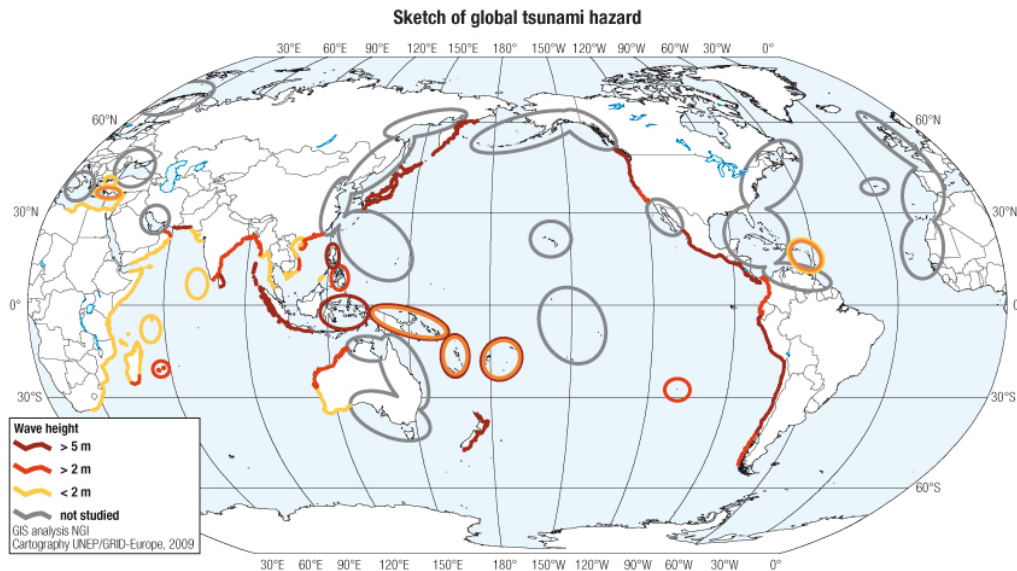 Sketch of global tsunami hazard
30°E 60°E 90°E 120°E 150°E 180° 150°W 120°W 90°W 60°W 30°W 0°
60°N 60°N
30°N 30°N
0° 0°
30°S 30°S
60°S
Wave height
> 5 m
> 2 m
< 2 m
not studied
GIS analysis NGI
Cartography UNEP/GRID-Europe, 2009
30°E 60°E 90°E 120°E 150°E 180° 150°W 120°W 90°W 60°W 30°W 0°